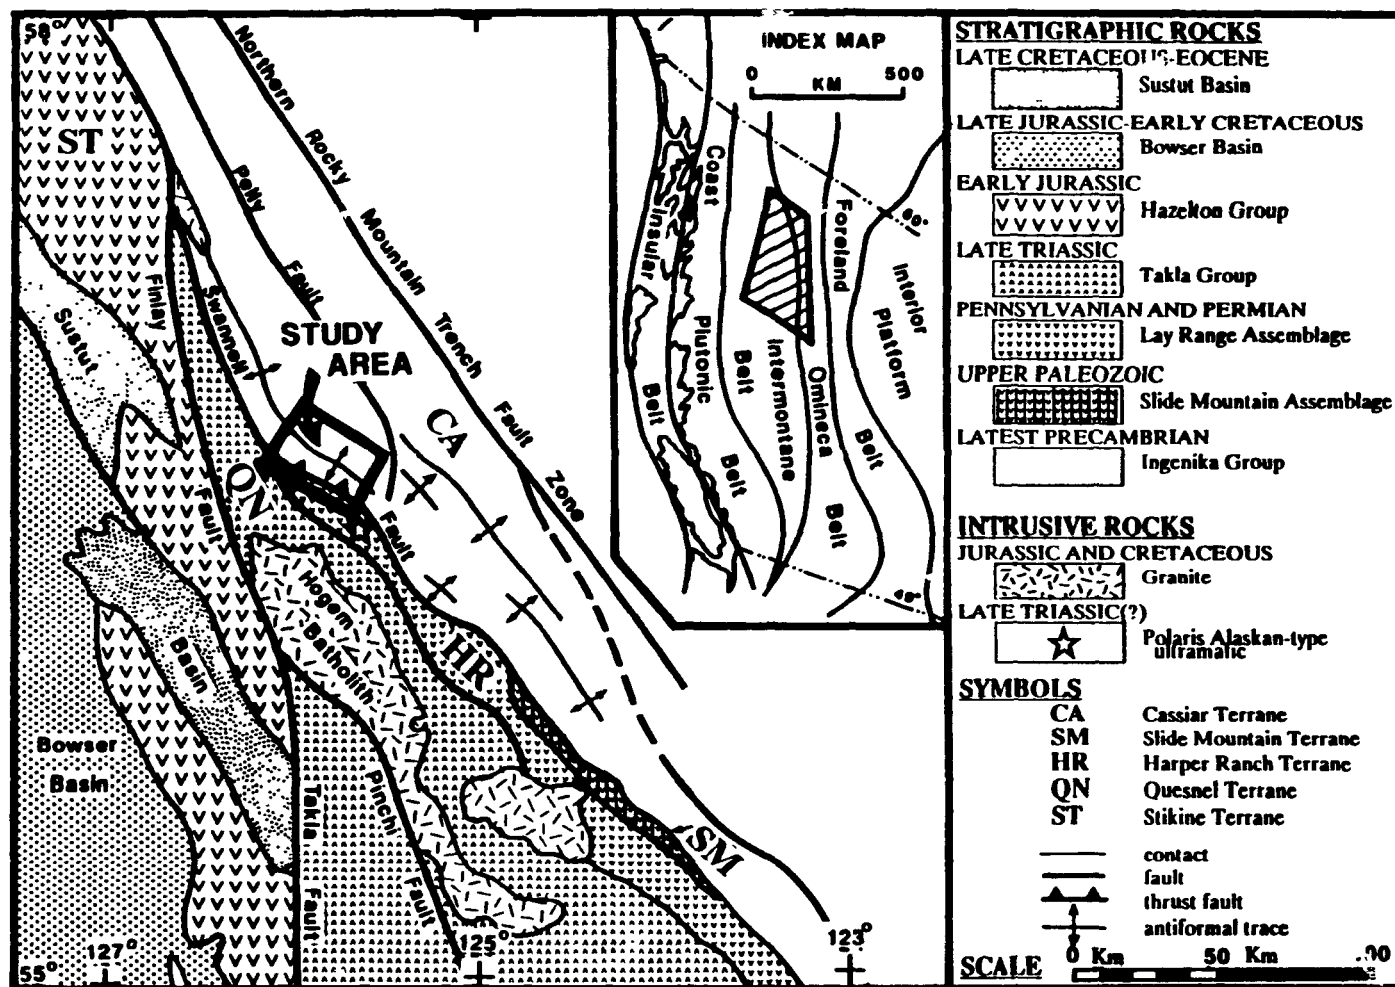 58°
ST
Northern Rocky Mountain Trench Fault Zone
Pelly Fault
Finlay Fault
Swannell Fault
Sustut
Basin
STUDY
AREA
CA
QN
Hogem
Batholith
HR
SM
Bowser
Basin
Takla Fault
Pinchi Fault
55°
127°
125°
123°
INDEX MAP
0 500
KM
Insular Belt
Coast Plutonic Belt
Intermontane Belt
Omineca Belt
Foreland Belt
Interior
Platform
60°
49°
STRATIGRAPHIC ROCKS
LATE CRETACEOUS-EOCENE
Sustut Basin
LATE JURASSIC-EARLY CRETACEOUS
Bowser Basin
EARLY JURASSIC
Hazelton Group
LATE TRIASSIC
Takla Group
PENNSYLVANIAN AND PERMIAN
Lay Range Assemblage
UPPER PALEOZOIC
Slide Mountain Assemblage
LATEST PRECAMBRIAN
Ingenika Group
INTRUSIVE ROCKS
JURASSIC AND CRETACEOUS
Granite
LATE TRIASSIC(?)
Polaris Alaskan-type
ultramafic
SYMBOLS
CA Cassiar Terrane
SM Slide Mountain Terrane
HR Harper Ranch Terrane
QN Quesnel Terrane
ST Stikine Terrane
contact
fault
thrust fault
antiformal trace
SCALE 0 Km 50 Km